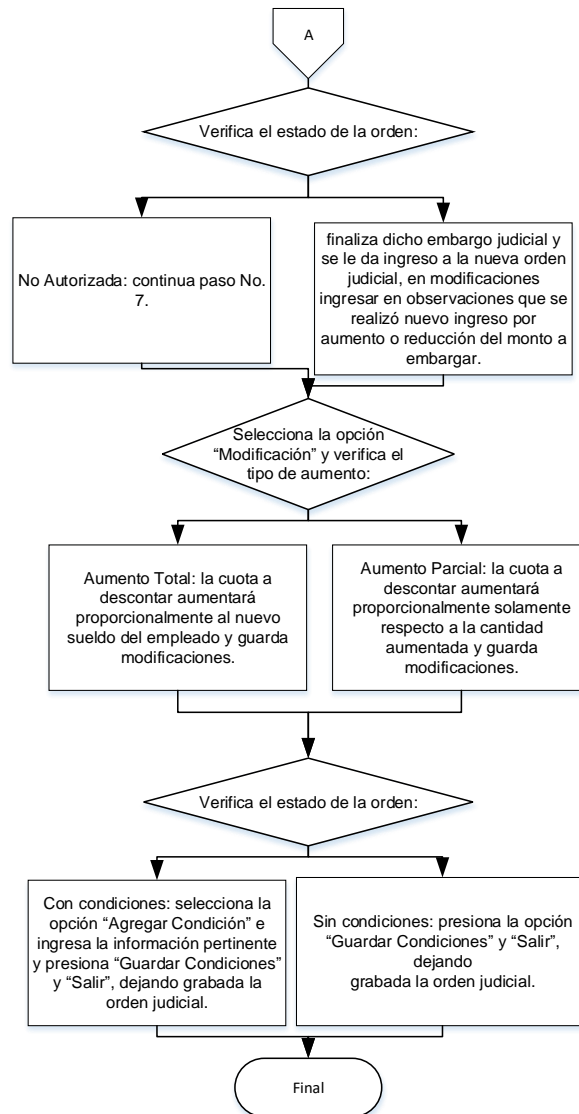 A
Verifica el estado de la orden:
No Autorizada: continua paso No.
7.
finaliza dicho embargo judicial y
se le da ingreso a la nueva orden
judicial, en modificaciones
ingresar en observaciones que se
realizó nuevo ingreso por
aumento o reducción del monto a
embargar.
Selecciona la opción
“Modificación” y verifica el
tipo de aumento:
Aumento Total: la cuota a
descontar aumentará
proporcionalmente al nuevo
sueldo del empleado y guarda
modificaciones.
Aumento Parcial: la cuota a
descontar aumentará
proporcionalmente solamente
respecto a la cantidad
aumentada y guarda
modificaciones.
Verifica el estado de la orden:
Con condiciones: selecciona la
opción “Agregar Condición” e
ingresa la información pertinente
y presiona “Guardar Condiciones”
y “Salir”, dejando grabada la
orden judicial.
Sin condiciones: presiona la opción
“Guardar Condiciones” y “Salir”,
dejando
grabada la orden judicial.
Final